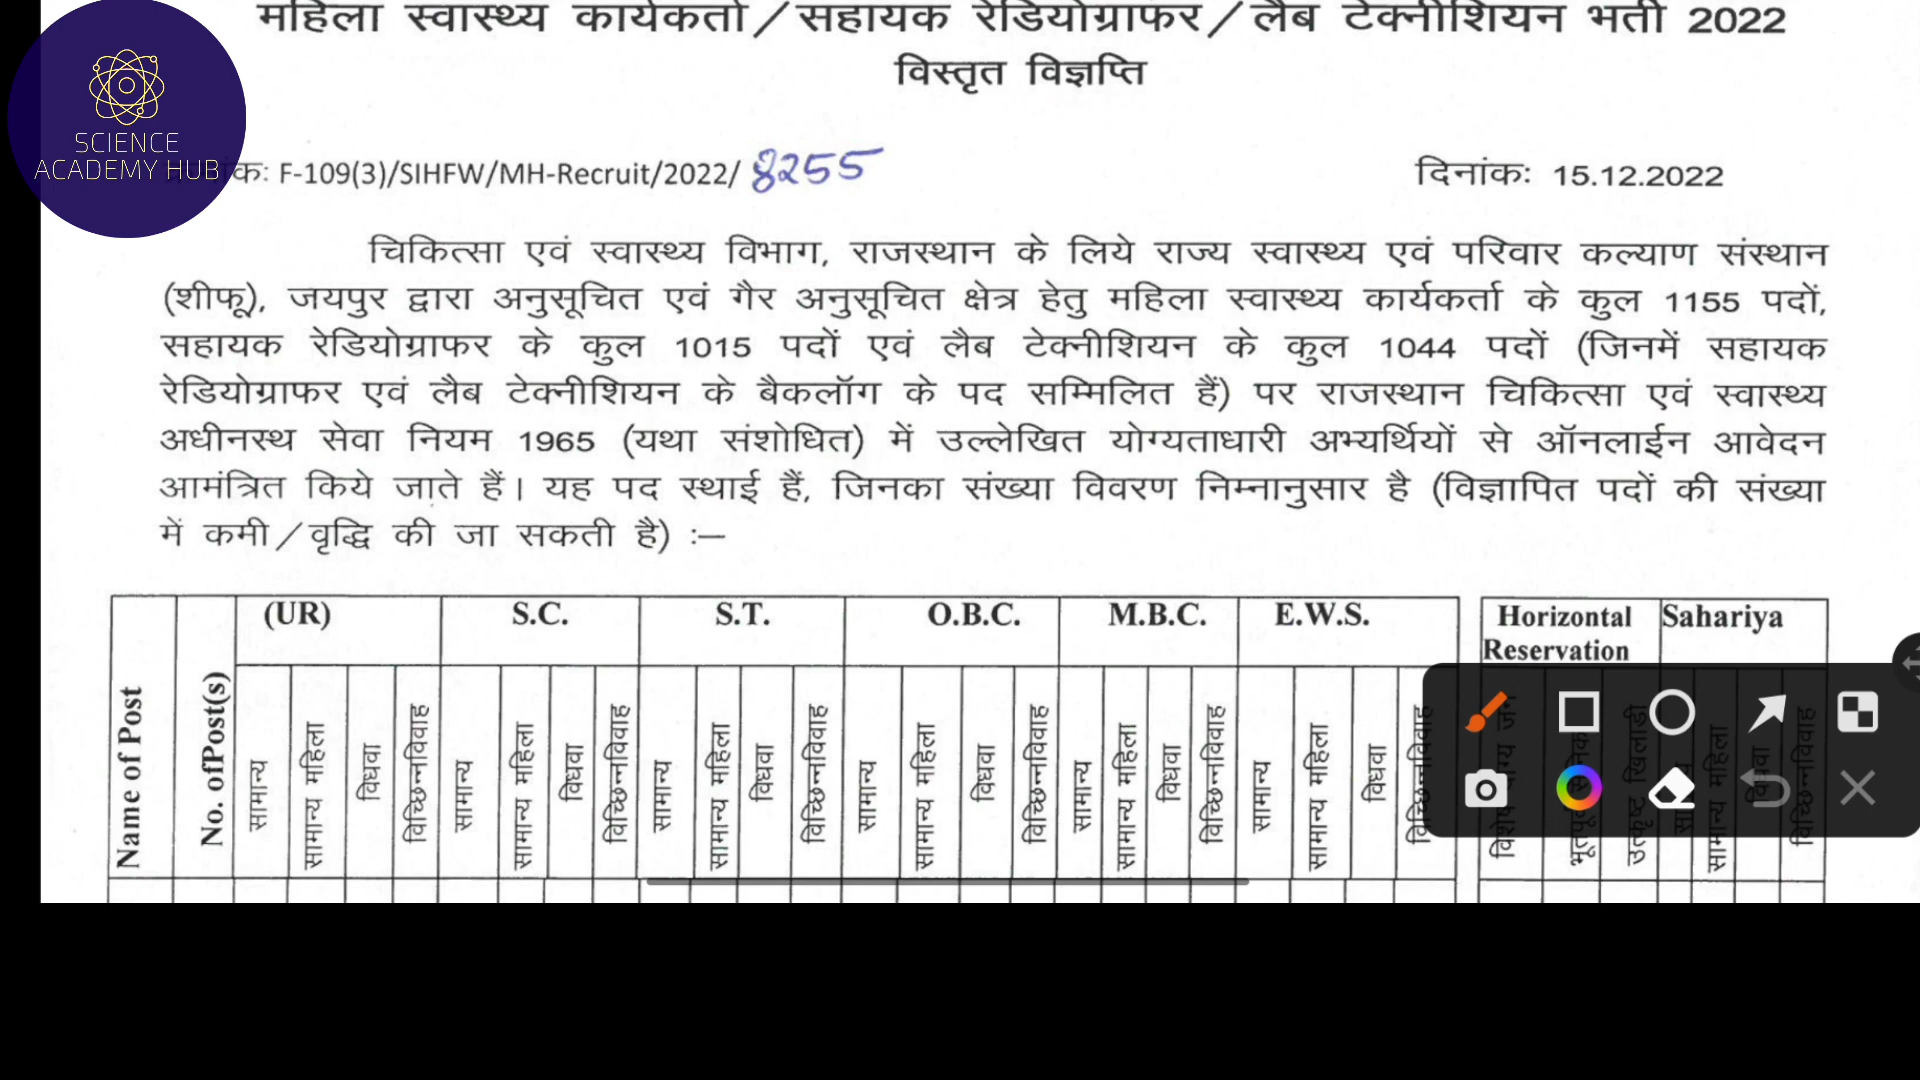 महिला स्वास्थ्य कार्यकर्ता/सहायक रेडियोग्राफर/लैब टेक्नीशियन भर्ती 2022
विस्तृत विज्ञप्ति
SCIENCE
ACADEMY HUB
क: F-109(3)/SIHFW/MH-Recruit/2022/ 8255
दिनांकः 15.12.2022
चिकित्सा एवं स्वास्थ्य विभाग, राजस्थान के लिये राज्य स्वास्थ्य एवं परिवार कल्याण संस्थान
(शीफू), जयपुर द्वारा अनुसूचित एवं गैर अनुसूचित क्षेत्र हेतु महिला स्वास्थ्य कार्यकर्ता के कुल 1155 पदों,
सहायक रेडियोग्राफर के कुल 1015 पदों एवं लैब टेक्नीशियन के कुल 1044 पदों (जिनमें सहायक
रेडियोग्राफर एवं लैब टेक्नीशियन के बैकलॉग के पद सम्मिलित हैं) पर राजस्थान चिकित्सा एवं स्वास्थ्य
अधीनस्थ सेवा नियम 1965 (यथा संशोधित) में उल्लेखित योग्यताधारी अभ्यर्थियों से ऑनलाईन आवेदन
आमंत्रित किये जाते हैं। यह पद स्थाई हैं, जिनका संख्या विवरण निम्नानुसार है (विज्ञापित पदों की संख्या
में कमी/वृद्धि की जा सकती है) :–
Name of Post
No. ofPost(s)
(UR) S.C. S.T. O.B.C. M.B.C. E.W.S.
Horizontal Reservation
Sahariya
सामान्य सामान्य महिला विधवा विच्छिन्नविवाह
सामान्य सामान्य महिला विधवा विच्छिन्नविवाह
सामान्य सामान्य महिला विधवा विच्छिन्नविवाह
सामान्य सामान्य महिला विधवा विच्छिन्नविवाह
सामान्य सामान्य महिला विधवा विच्छिन्नविवाह
सामान्य सामान्य महिला विधवा विच्छिन्नविवाह
उत्कृष्ट खिलाडी
सामान्य महिला
विच्छिन्नविवाह